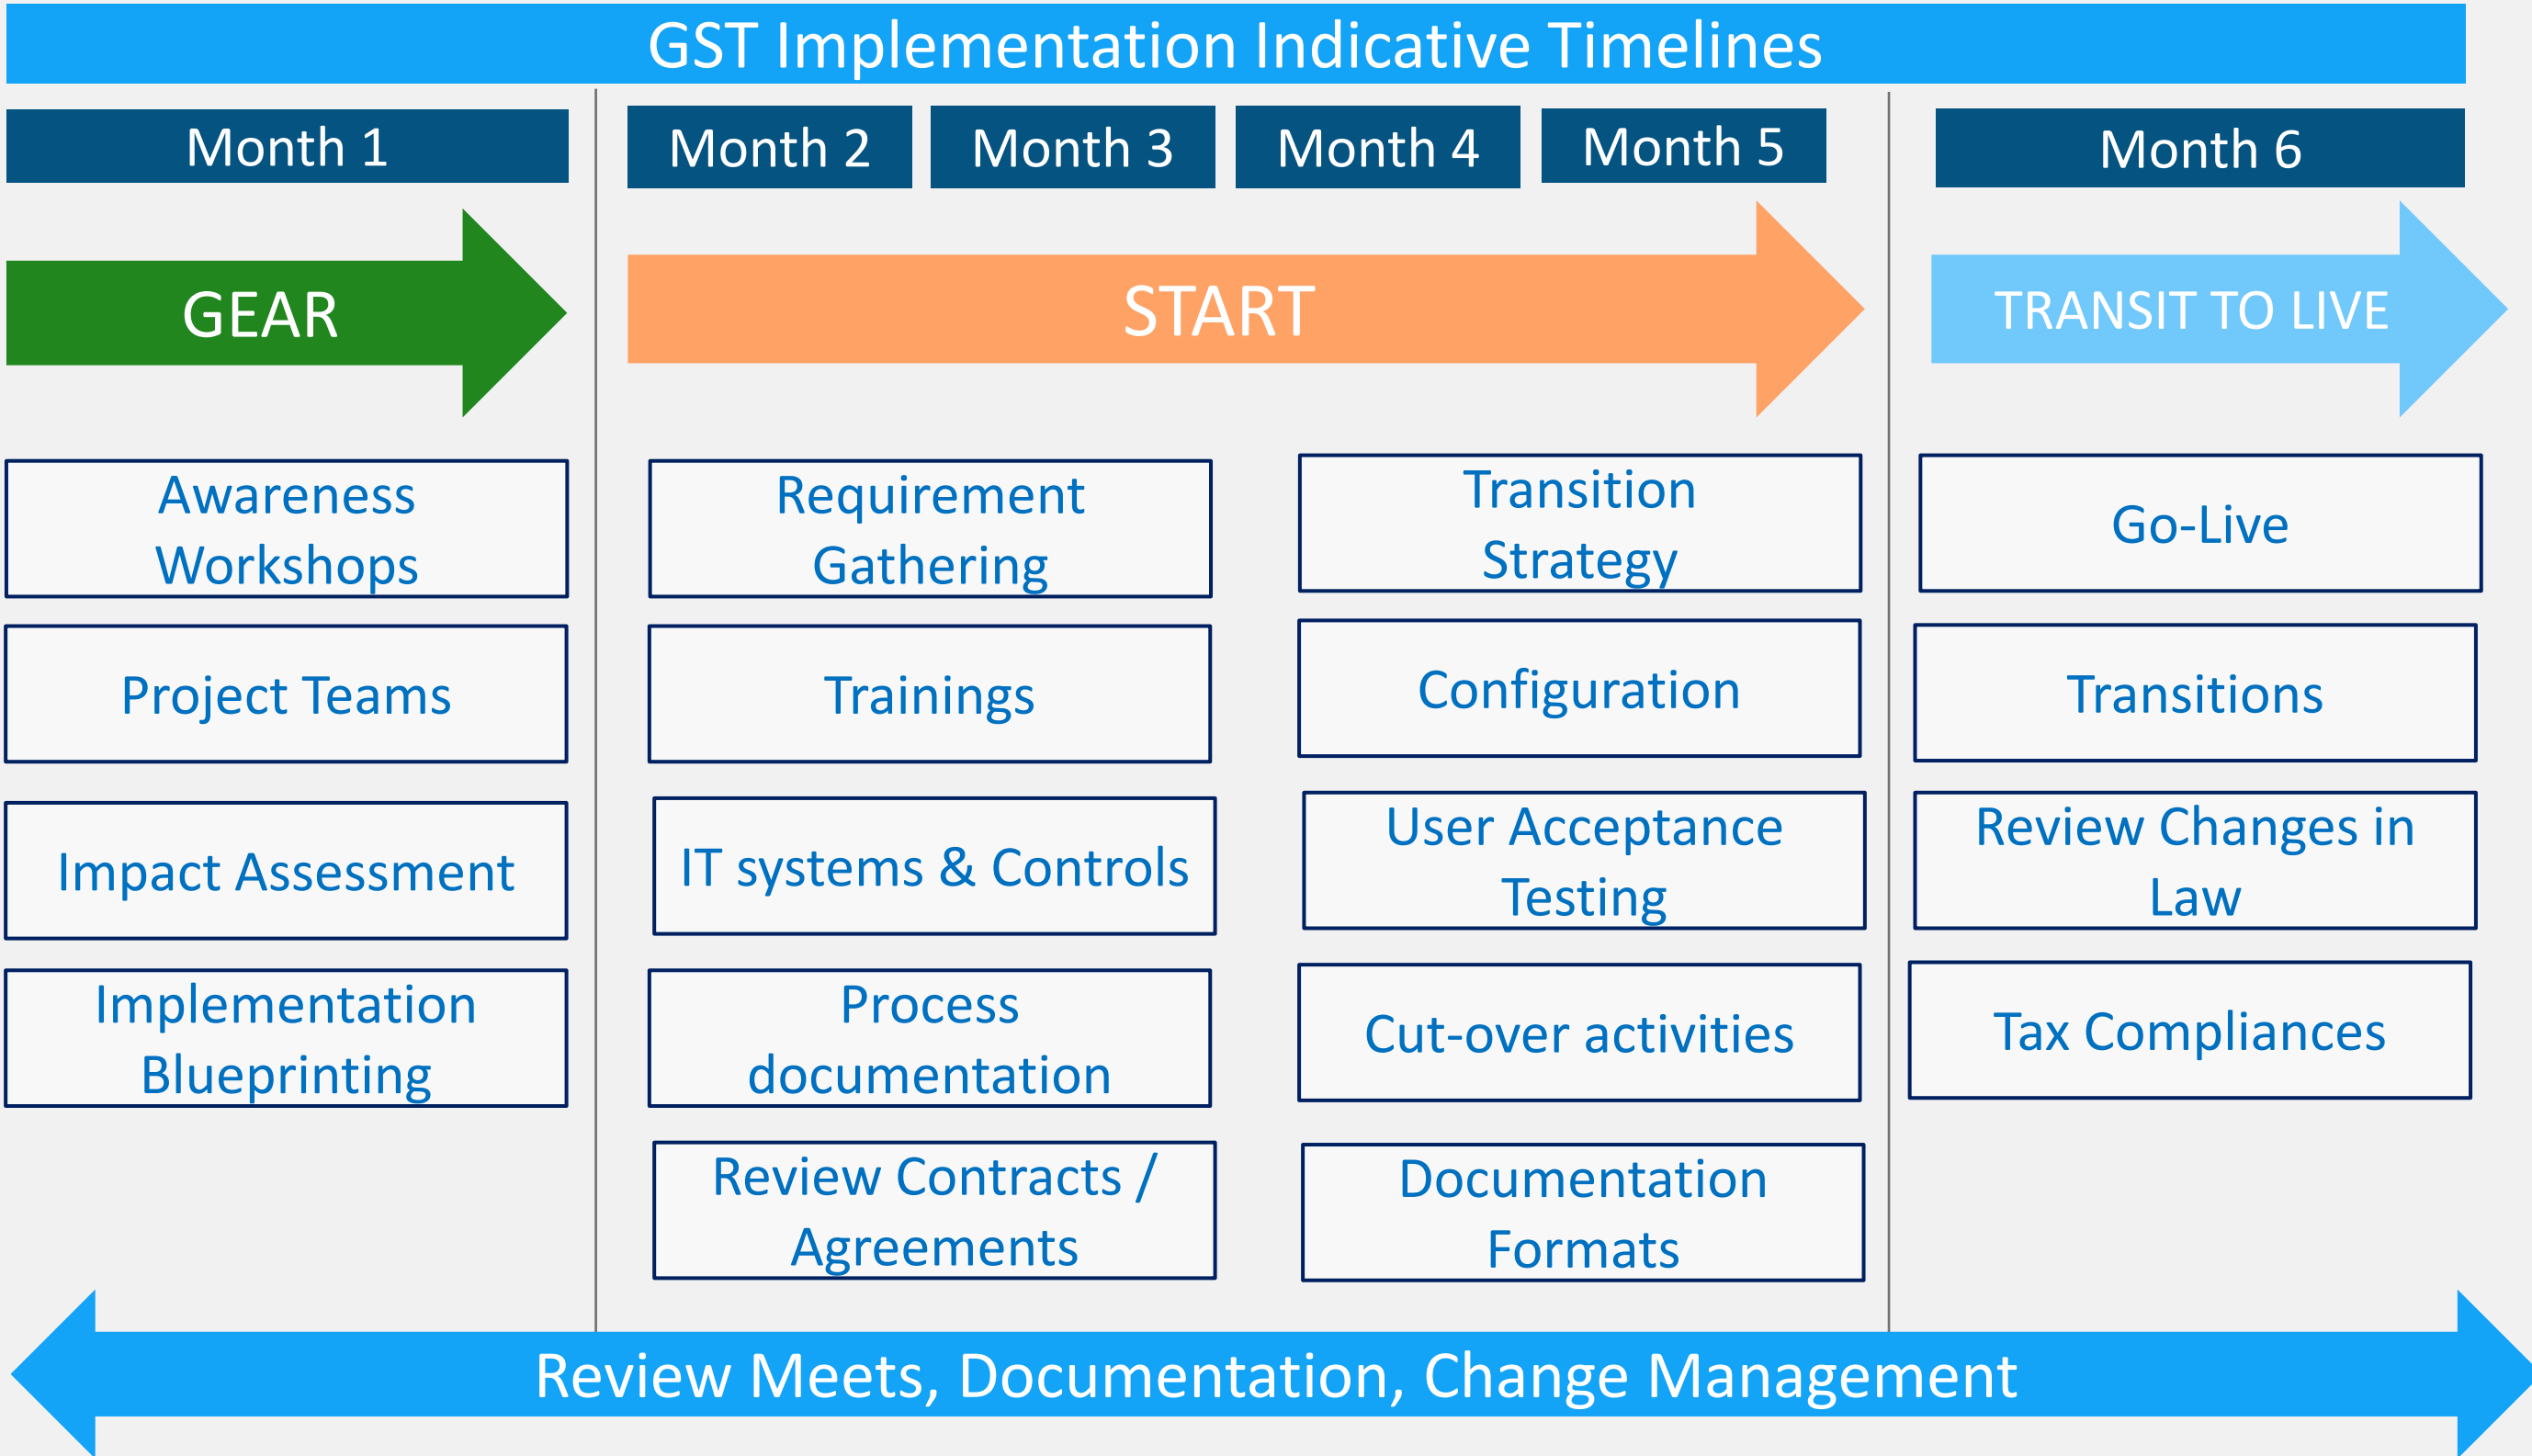 GST Implementation Indicative Timelines
Month 1
Month 2
Month 3
Month 4
Month 5
Month 6
GEAR
START
TRANSIT TO LIVE
Awareness
Workshops
Project Teams
Impact Assessment
Implementation
Blueprinting
Requirement
Gathering
Trainings
IT systems & Controls
Process
documentation
Review Contracts /
Agreements
Transition
Strategy
Configuration
User Acceptance
Testing
Cut-over activities
Documentation
Formats
Go-Live
Transitions
Review Changes in
Law
Tax Compliances
Review Meets, Documentation, Change Management